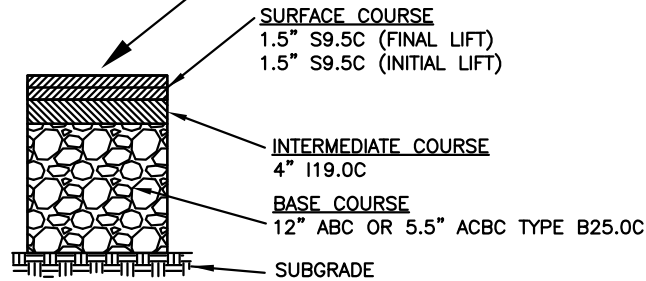 SURFACE COURSE
1.5" S9.5C (FINAL LIFT)
1.5" S9.5C (INITIAL LIFT)
INTERMEDIATE COURSE
4" I19.0C
BASE COURSE
12" ABC OR 5.5" ACBC TYPE B25.0C
SUBGRADE